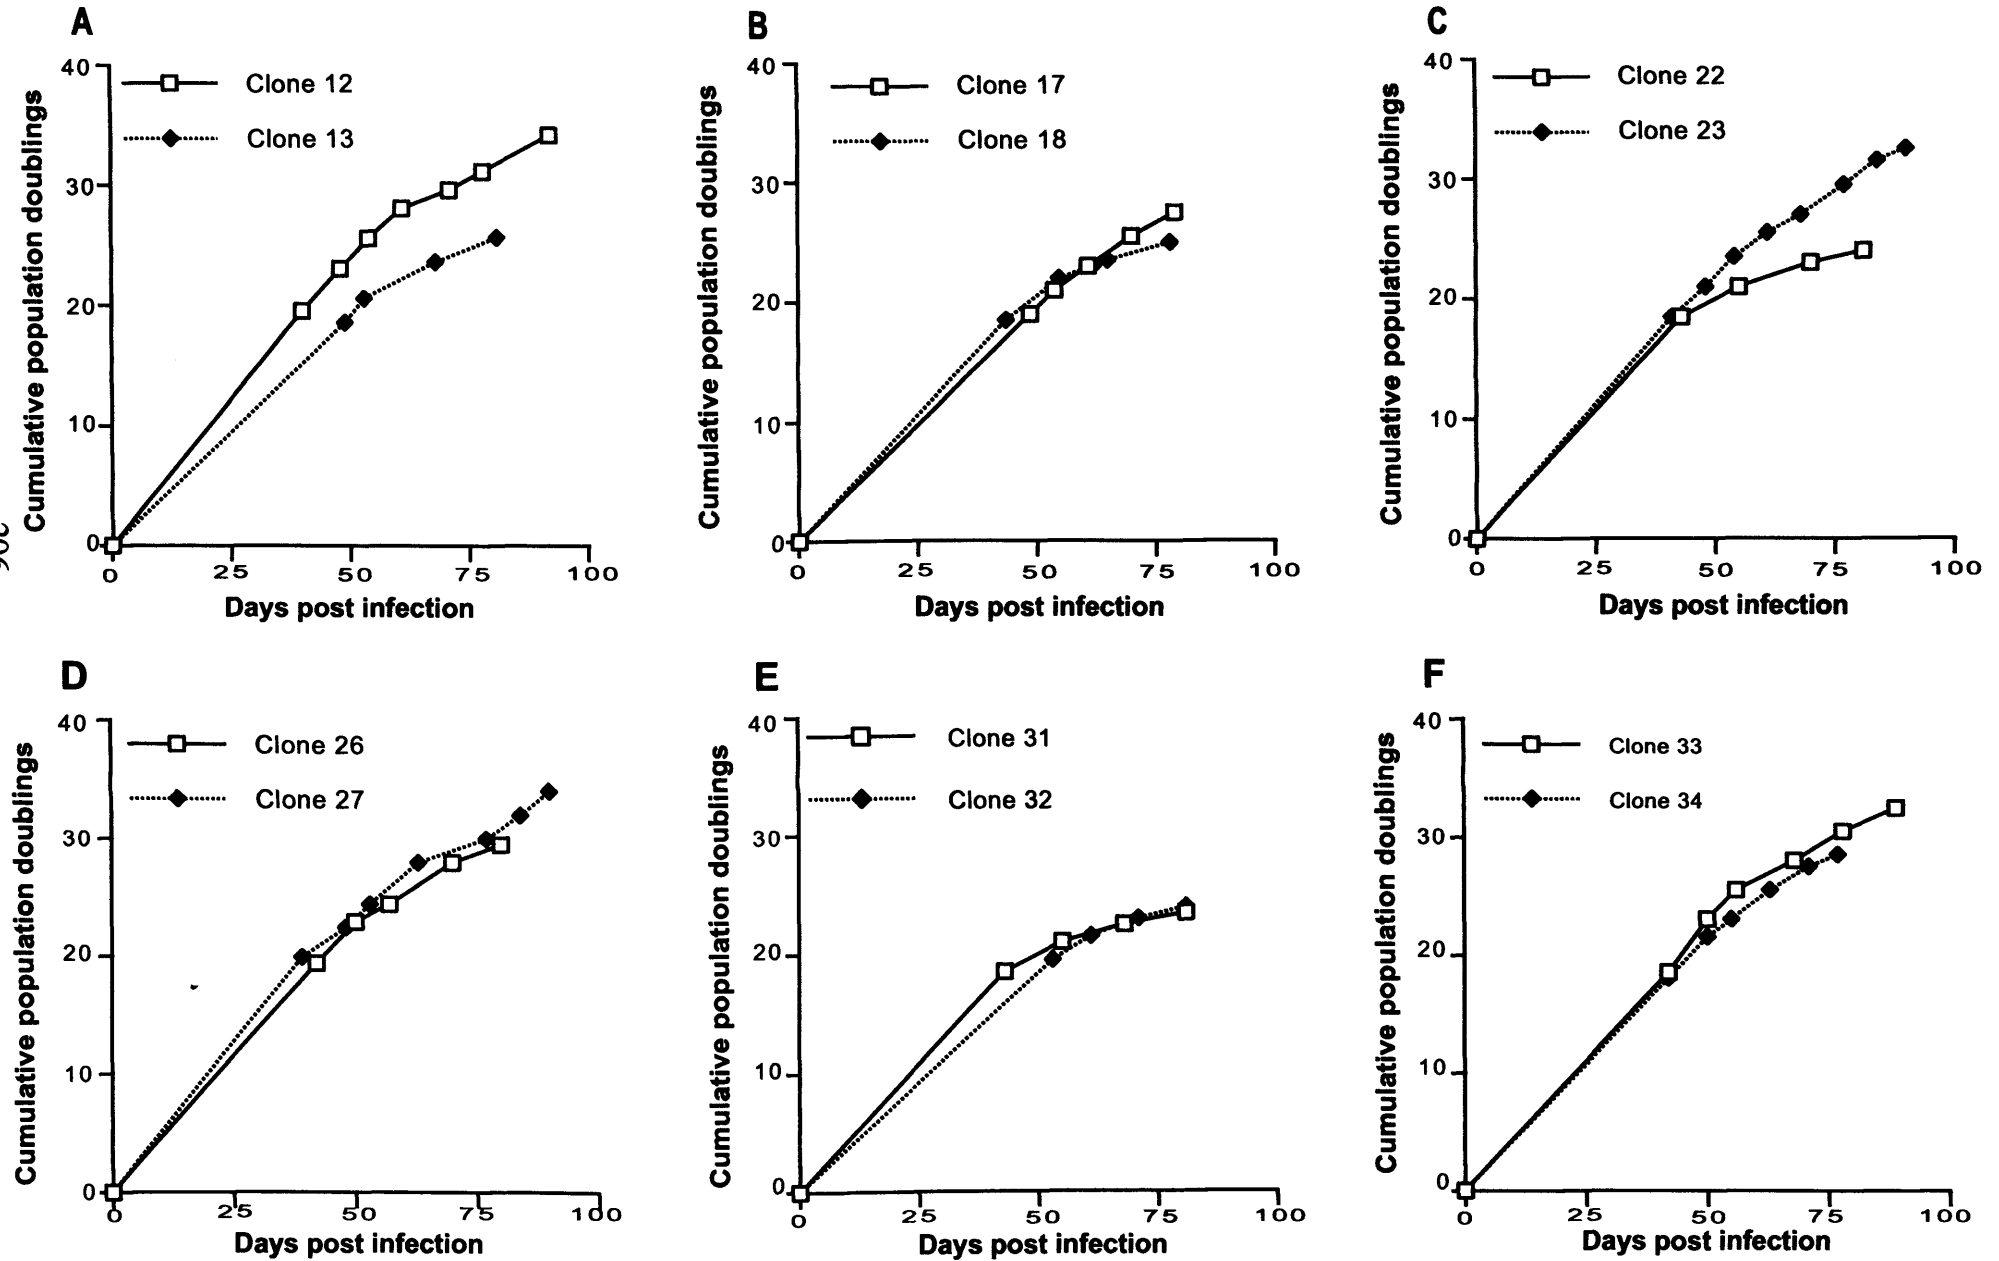 A
Cumulative population doublings
40
30
20
10
0
Clone 12
Clone 13
0 25 50 75 100
Days post infection
B
Cumulative population doublings
40
30
20
10
0
Clone 17
Clone 18
0 25 50 75 100
Days post infection
C
Cumulative population doublings
40
30
20
10
0
Clone 22
Clone 23
0 25 50 75 100
Days post infection
D
Cumulative population doublings
40
30
20
10
0
Clone 26
Clone 27
0 25 50 75 100
Days post infection
E
Cumulative population doublings
40
30
20
10
0
Clone 31
Clone 32
0 25 50 75 100
Days post infection
F
Cumulative population doublings
40
30
20
10
0
Clone 33
Clone 34
0 25 50 75 100
Days post infection